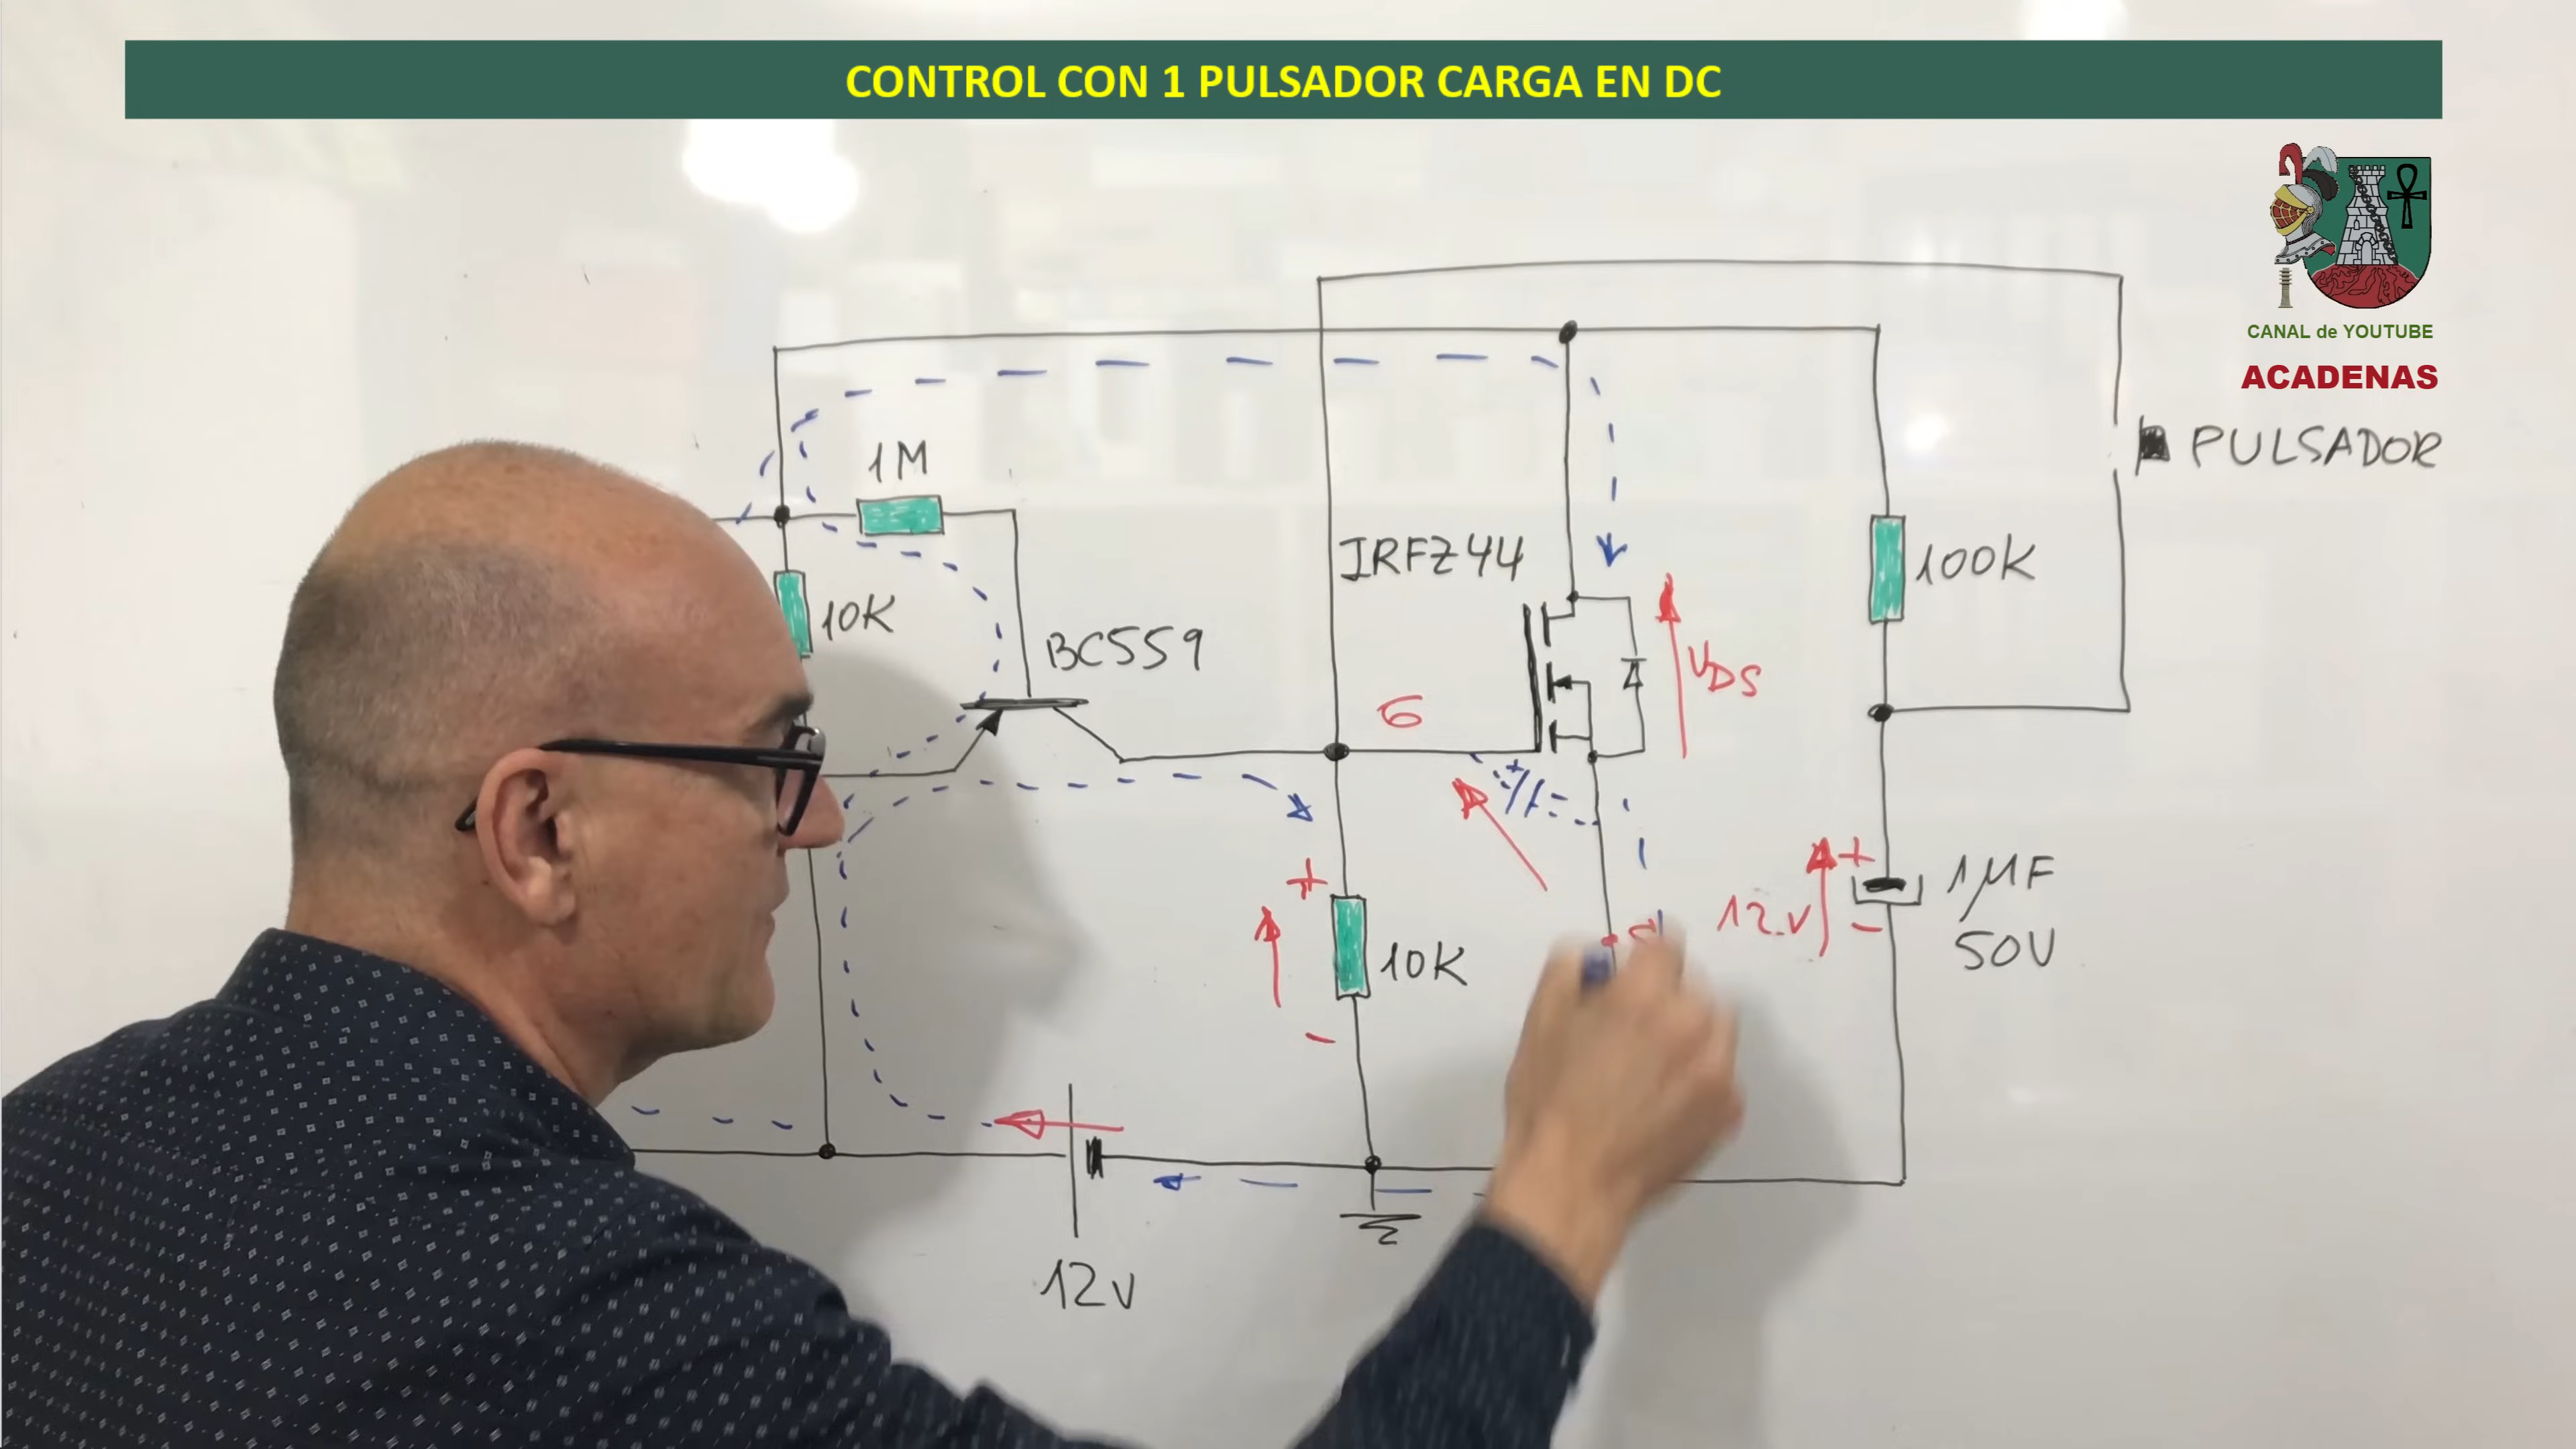 CONTROL CON 1 PULSADOR CARGA EN DC
CANAL de YOUTUBE
ACADENAS
PULSADOR
1M
10K
BC559
IRFZ44
G
VDS
100K
+
10K
-
+
12V
-
1µF
50V
12V